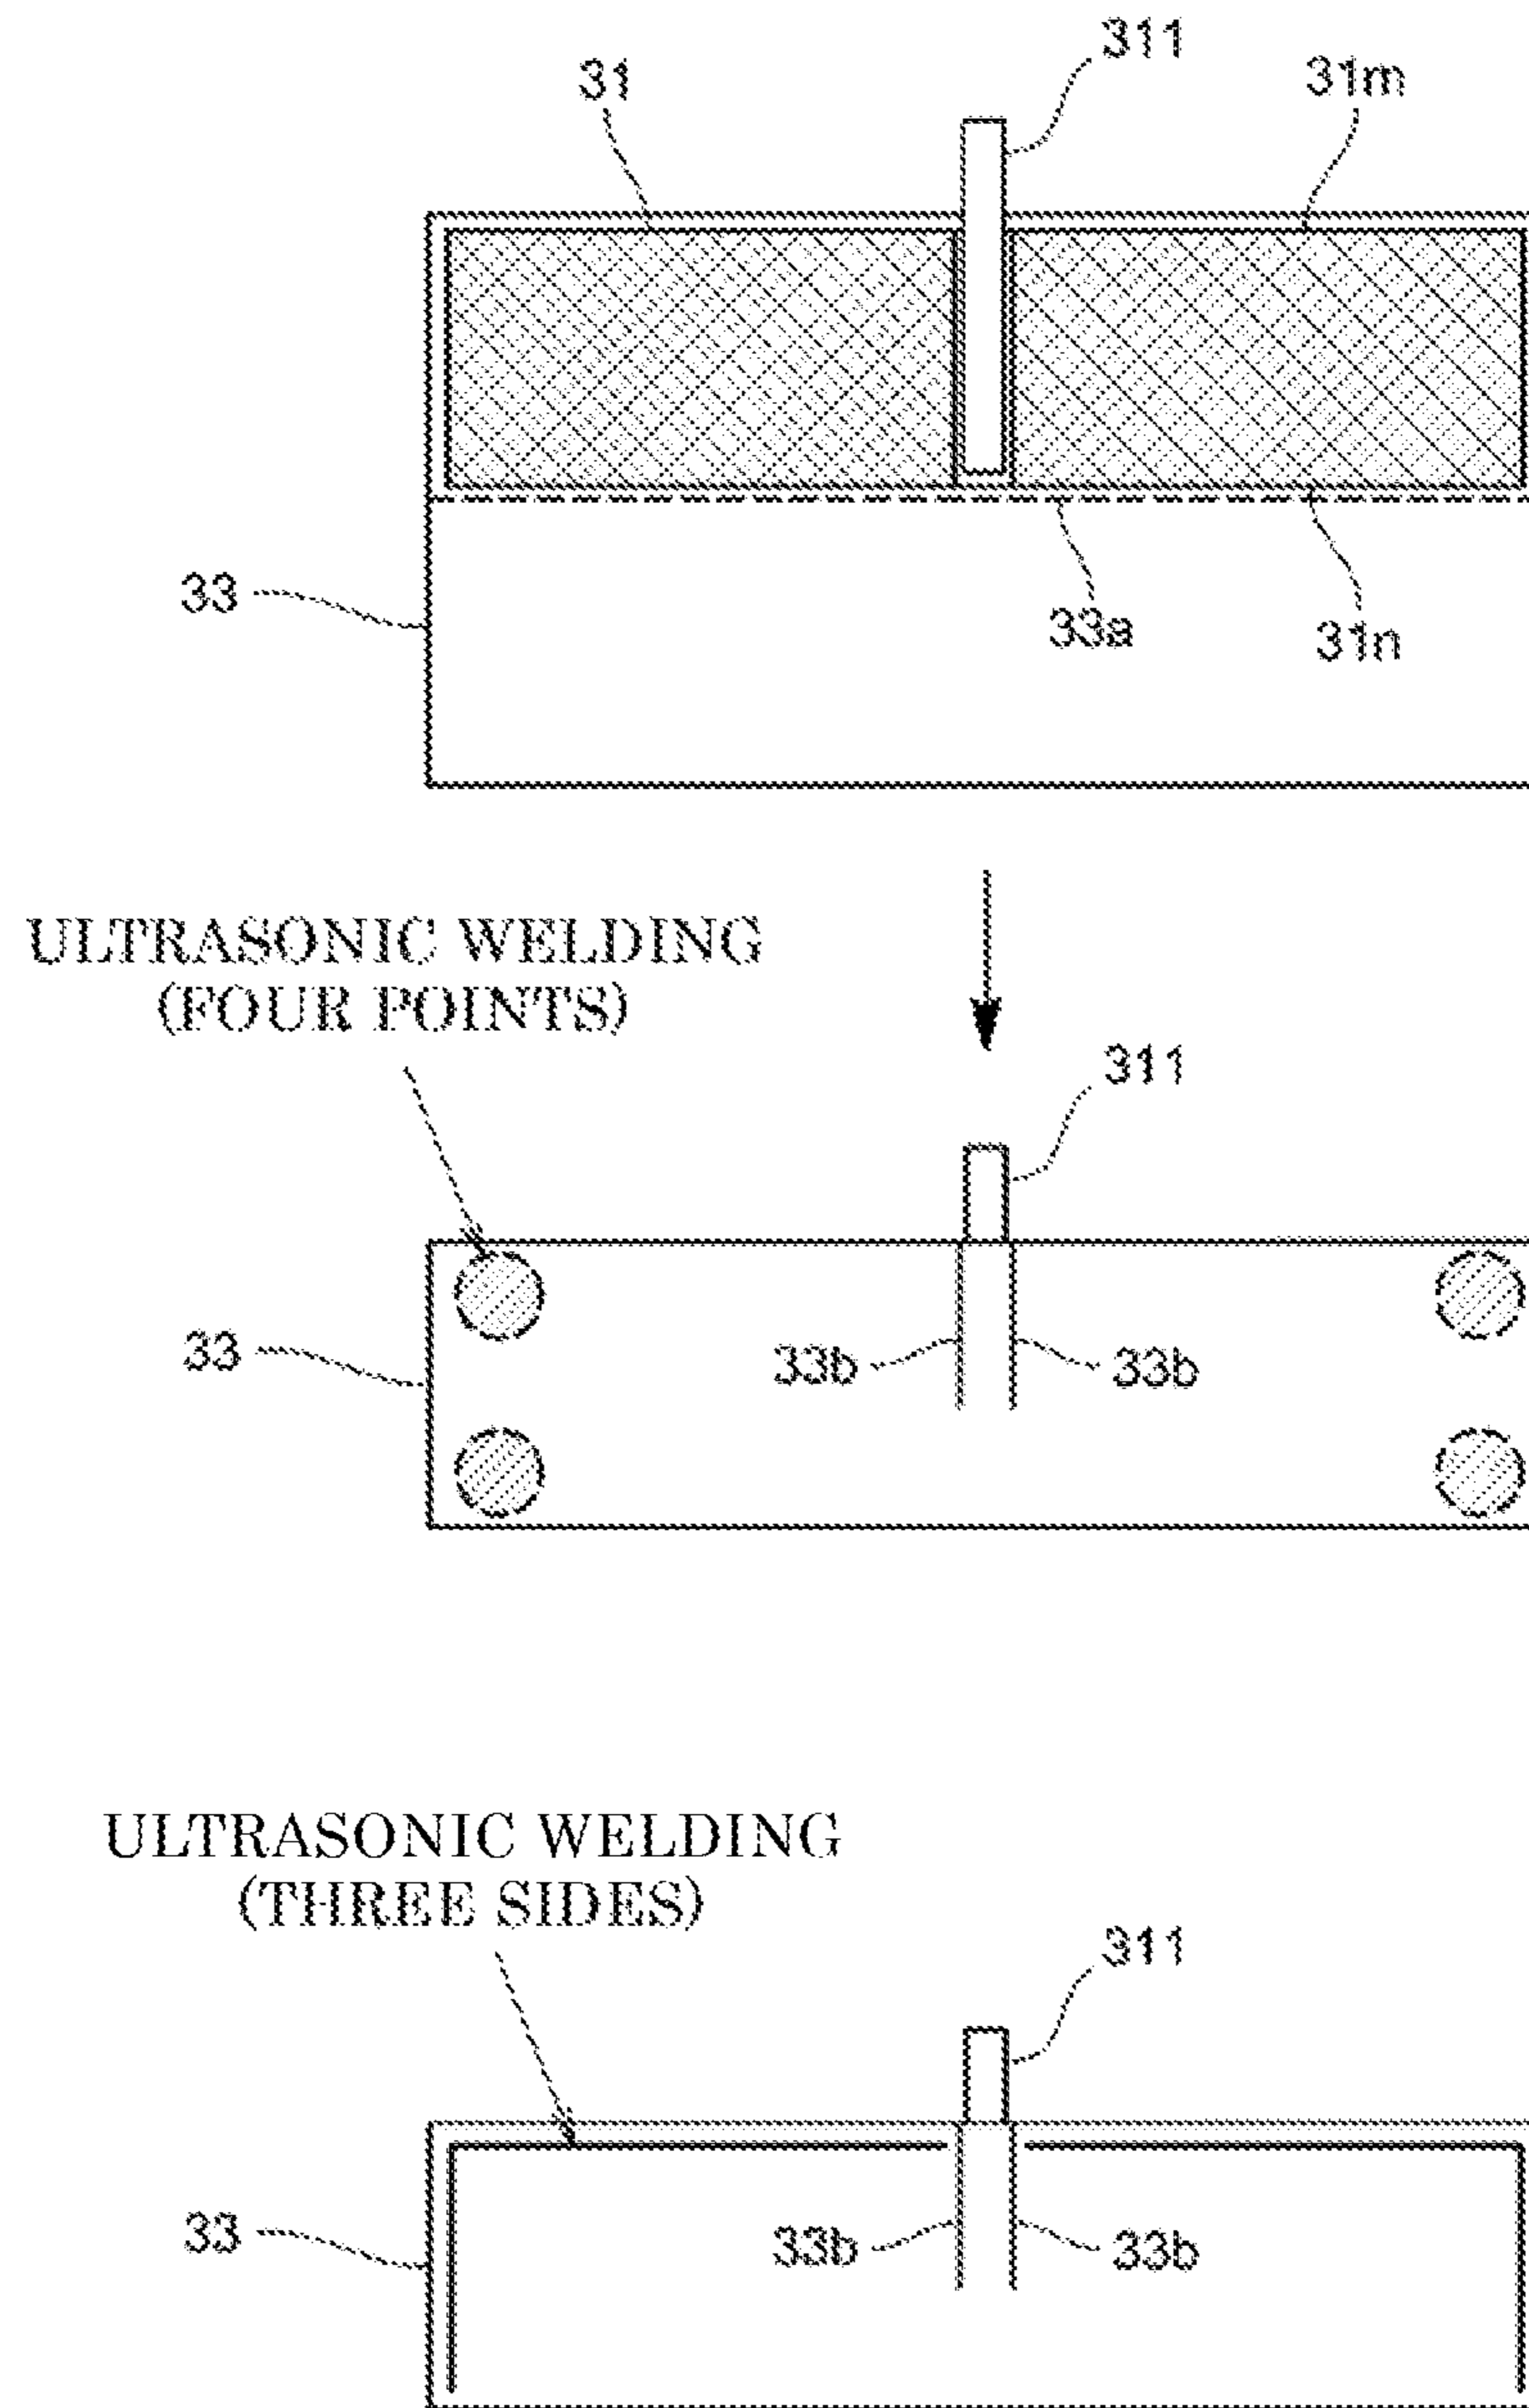 311
31
31m
33
33a
31n
ULTRASONIC WELDING
(FOUR POINTS)
311
33
33b
33b
ULTRASONIC WELDING
(THREE SIDES)
311
33
33b
33b